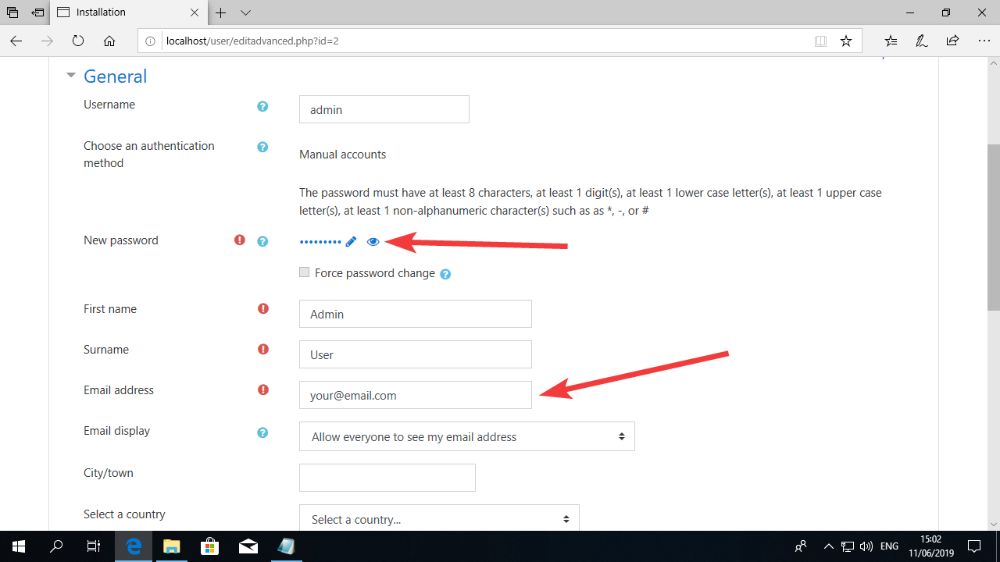 Installation
localhost/user/editadvanced.php?id=2
General
Username
admin
Choose an authentication
method
Manual accounts
The password must have at least 8 characters, at least 1 digit(s), at least 1 lower case letter(s), at least 1 upper case
letter(s), at least 1 non-alphanumeric character(s) such as as *, -, or #
New password
•••••••••
Force password change
First name
Admin
Surname
User
Email address
your@email.com
Email display
Allow everyone to see my email address
City/town
Select a country
Select a country...
ENG
15:02
11/06/2019